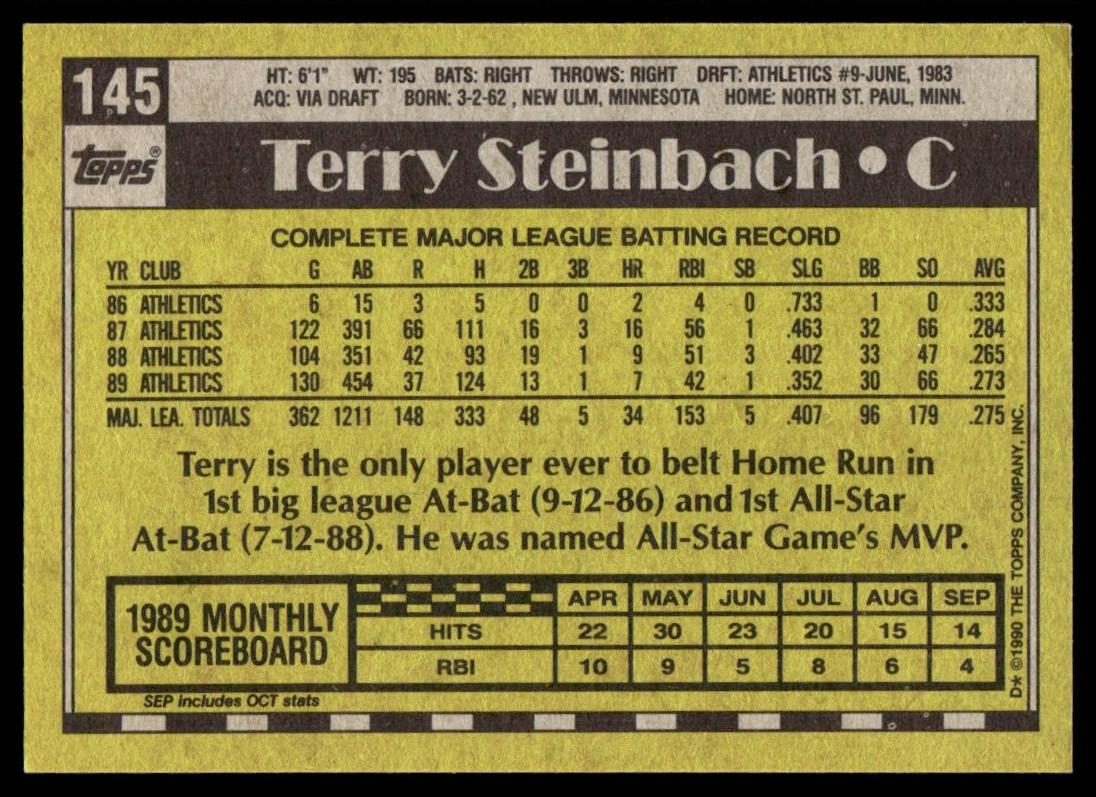 145
HT: 6'1" WT: 195 BATS: RIGHT THROWS: RIGHT DRFT: ATHLETICS #9-JUNE, 1983
ACQ: VIA DRAFT BORN: 3-2-62 , NEW ULM, MINNESOTA HOME: NORTH ST. PAUL, MINN.
Topps®
Terry Steinbach • C
COMPLETE MAJOR LEAGUE BATTING RECORD
YR CLUB G AB R H 2B 3B HR RBI SB SLG BB SO AVG
86 ATHLETICS 6 15 3 5 0 0 2 4 0 .733 1 0 .333
87 ATHLETICS 122 391 66 111 16 3 16 56 1 .463 32 66 .284
88 ATHLETICS 104 351 42 93 19 1 9 51 3 .402 33 47 .265
89 ATHLETICS 130 454 37 124 13 1 7 42 1 .352 30 66 .273
MAJ. LEA. TOTALS 362 1211 148 333 48 5 34 153 5 .407 96 179 .275
Terry is the only player ever to belt Home Run in
1st big league At-Bat (9-12-86) and 1st All-Star
At-Bat (7-12-88). He was named All-Star Game's MVP.
1989 MONTHLY
SCOREBOARD
APR MAY JUN JUL AUG SEP
HITS 22 30 23 20 15 14
RBI 10 9 5 8 6 4
SEP includes OCT stats
D* ©1990 THE TOPPS COMPANY, INC.